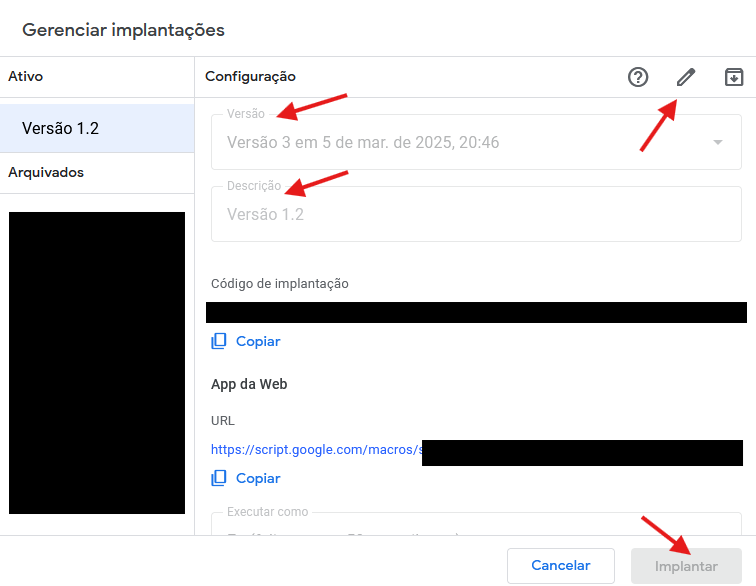 Gerenciar implantações
Ativo
Configuração
Versão 1.2
Arquivados
Versão
Versão 3 em 5 de mar. de 2025, 20:46
Descrição
Versão 1.2
Código de implantação
Copiar
App da Web
URL
https://script.google.com/macros/s
Copiar
Executar como
Cancelar
Implantar